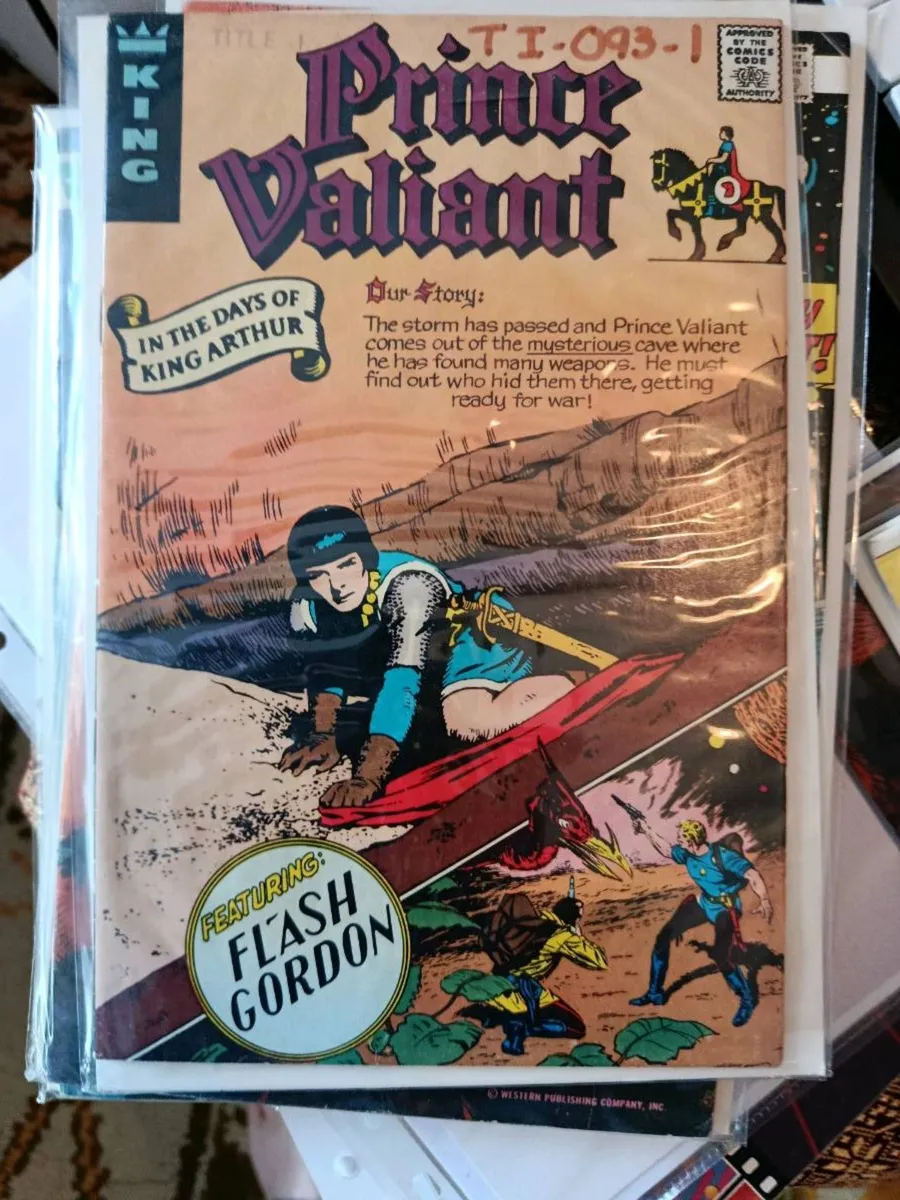 KING
TITLE
TI-093-1
Prince
Valiant
APPROVED
BY THE
COMICS
CODE
AUTHORITY
IN THE DAYS OF
KING ARTHUR
Our Story:
The storm has passed and Prince Valiant
comes out of the mysterious cave where
he has found many weapons. He must
find out who hid them there, getting
ready for war!
FEATURING:
FLASH
GORDON
© WESTERN PUBLISHING COMPANY, INC.